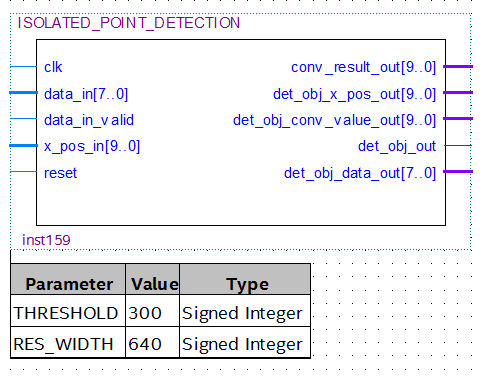 ISOLATED_POINT_DETECTION
clk conv_result_out[9..0]
data_in[7..0] det_obj_x_pos_out[9..0]
data_in_valid det_obj_conv_value_out[9..0]
x_pos_in[9..0] det_obj_out
reset det_obj_data_out[7..0]
inst159
Parameter Value Type
THRESHOLD 300 Signed Integer
RES_WIDTH 640 Signed Integer